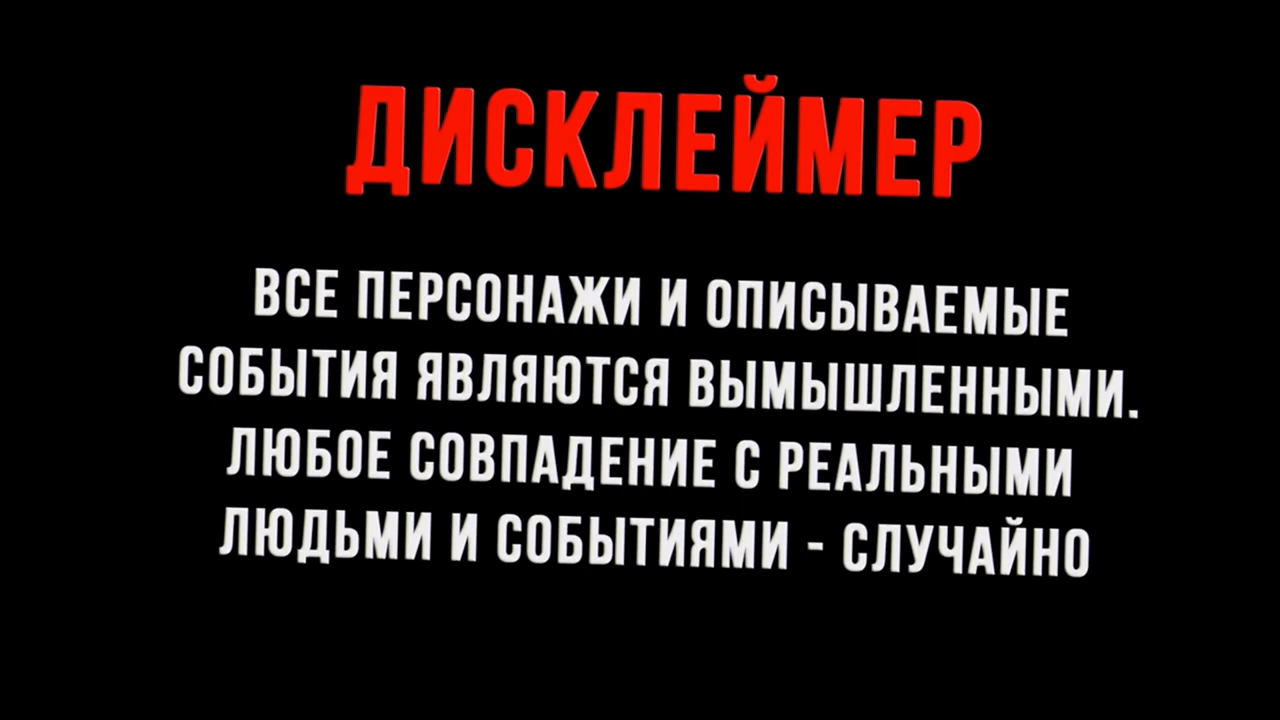 ДИСКЛЕЙМЕР
ВСЕ ПЕРСОНАЖИ И ОПИСЫВАЕМЫЕ
СОБЫТИЯ ЯВЛЯЮТСЯ ВЫМЫШЛЕННЫМИ.
ЛЮБОЕ СОВПАДЕНИЕ С РЕАЛЬНЫМИ
ЛЮДЬМИ И СОБЫТИЯМИ - СЛУЧАЙНО